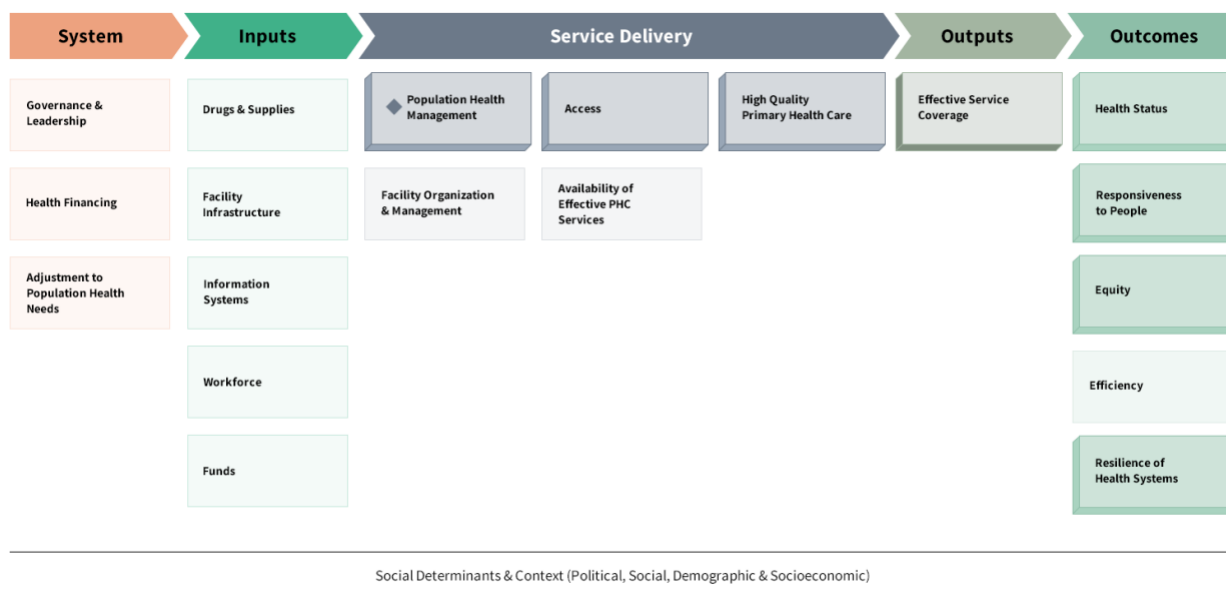 System
Inputs
Service Delivery
Outputs
Outcomes
Governance &
Leadership
Health Financing
Adjustment to
Population Health
Needs
Drugs & Supplies
Facility
Infrastructure
Information
Systems
Workforce
Funds
Population Health
Management
Facility Organization
& Management
Access
Availability of
Effective PHC
Services
High Quality
Primary Health Care
Effective Service
Coverage
Health Status
Responsiveness
to People
Equity
Efficiency
Resilience of
Health Systems
Social Determinants & Context (Political, Social, Demographic & Socioeconomic)